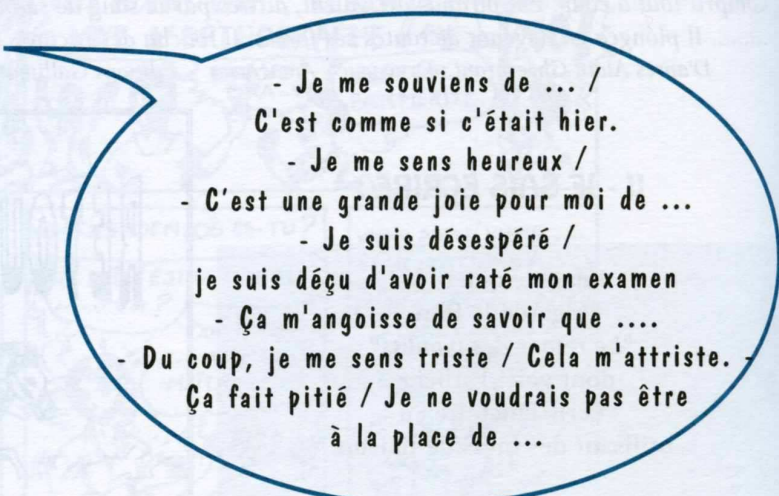 Je me souviens de ... /
C'est comme si c'était hier.
- Je me sens heureux /
- C'est une grande joie pour moi de ...
- Je suis désespéré /
je suis déçu d'avoir raté mon examen
- Ça m'angoisse de savoir que ....
- Du coup, je me sens triste / Cela m'attriste. -
Ça fait pitié / Je ne voudrais pas être
à la place de ...